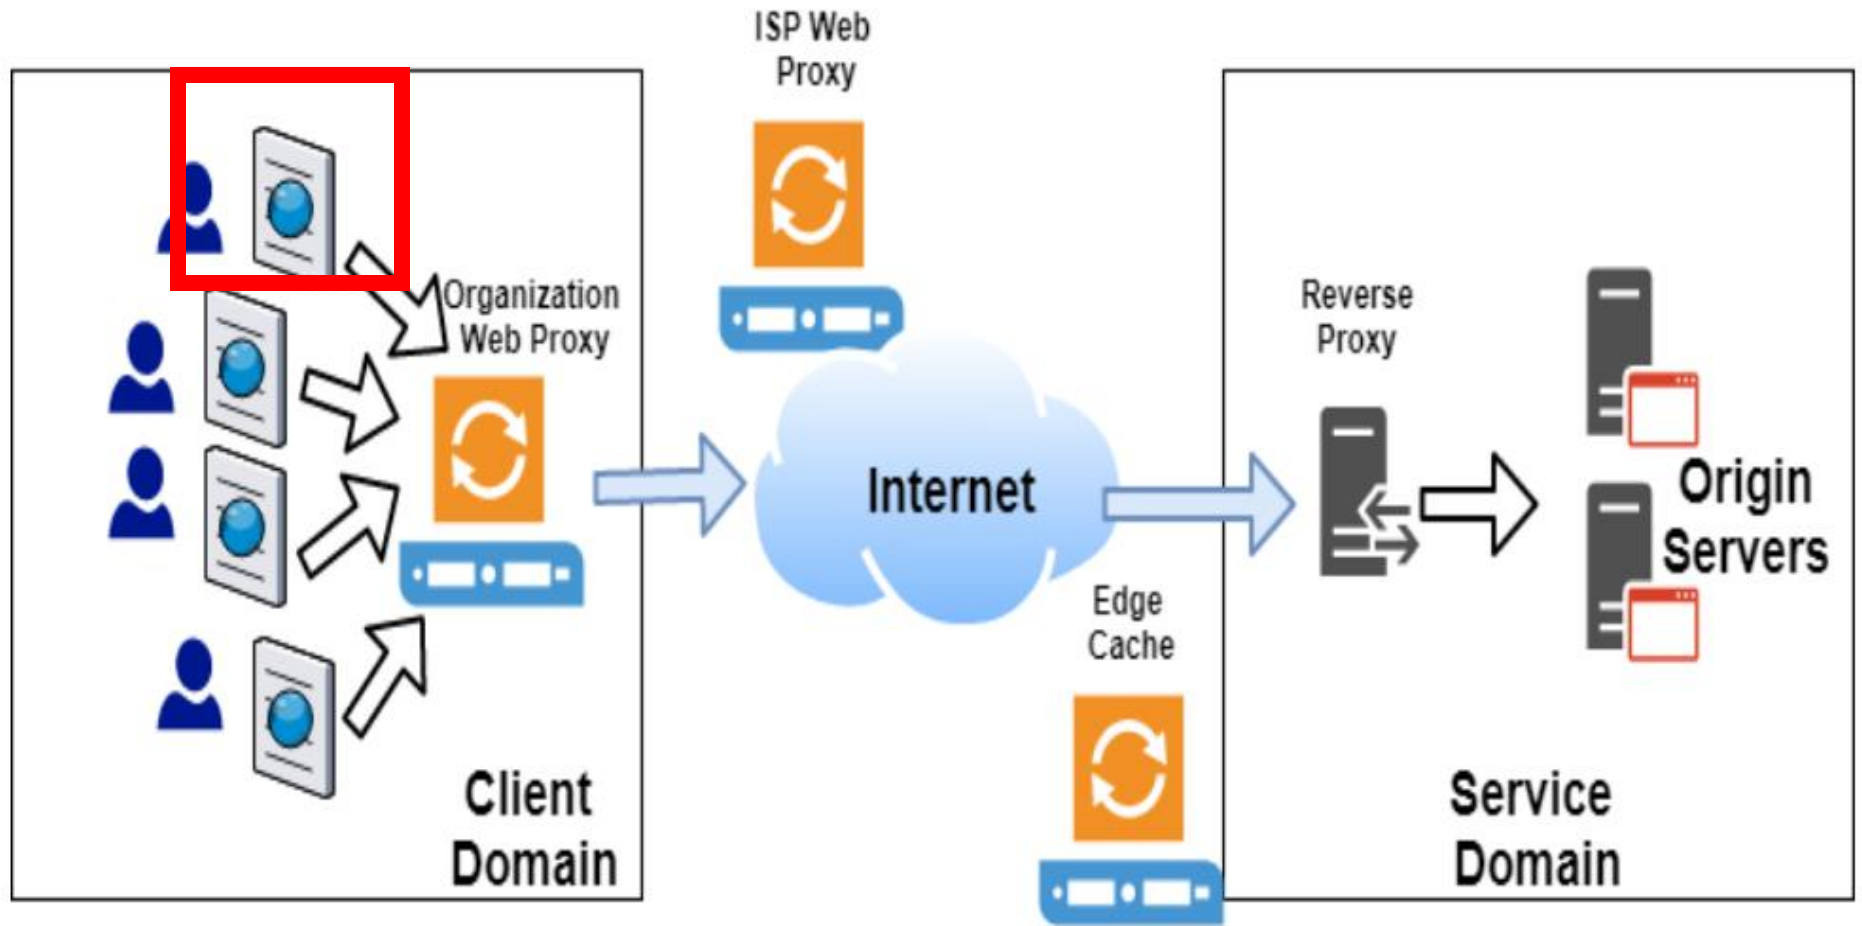 ISP Web
Proxy
Organization
Web Proxy
Internet
Client
Domain
Edge
Cache
Reverse
Proxy
Origin
Servers
Service
Domain